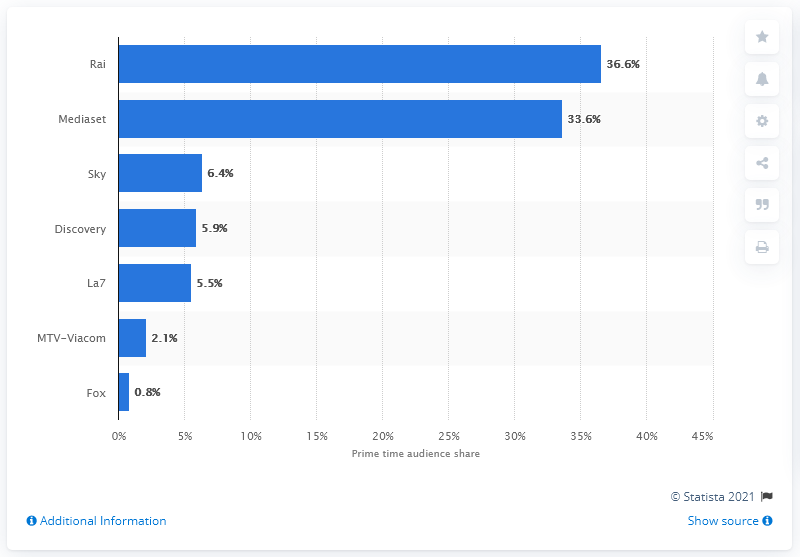 Rai 36.6%
Mediaset 33.6%
Sky 6.4%
Discovery 5.9%
La7 5.5%
MTV-Viacom 2.1%
Fox 0.8%
0% 5% 10% 15% 20% 25% 30% 35% 40% 45%
Prime time audience share
© Statista 2021
Additional Information Show source